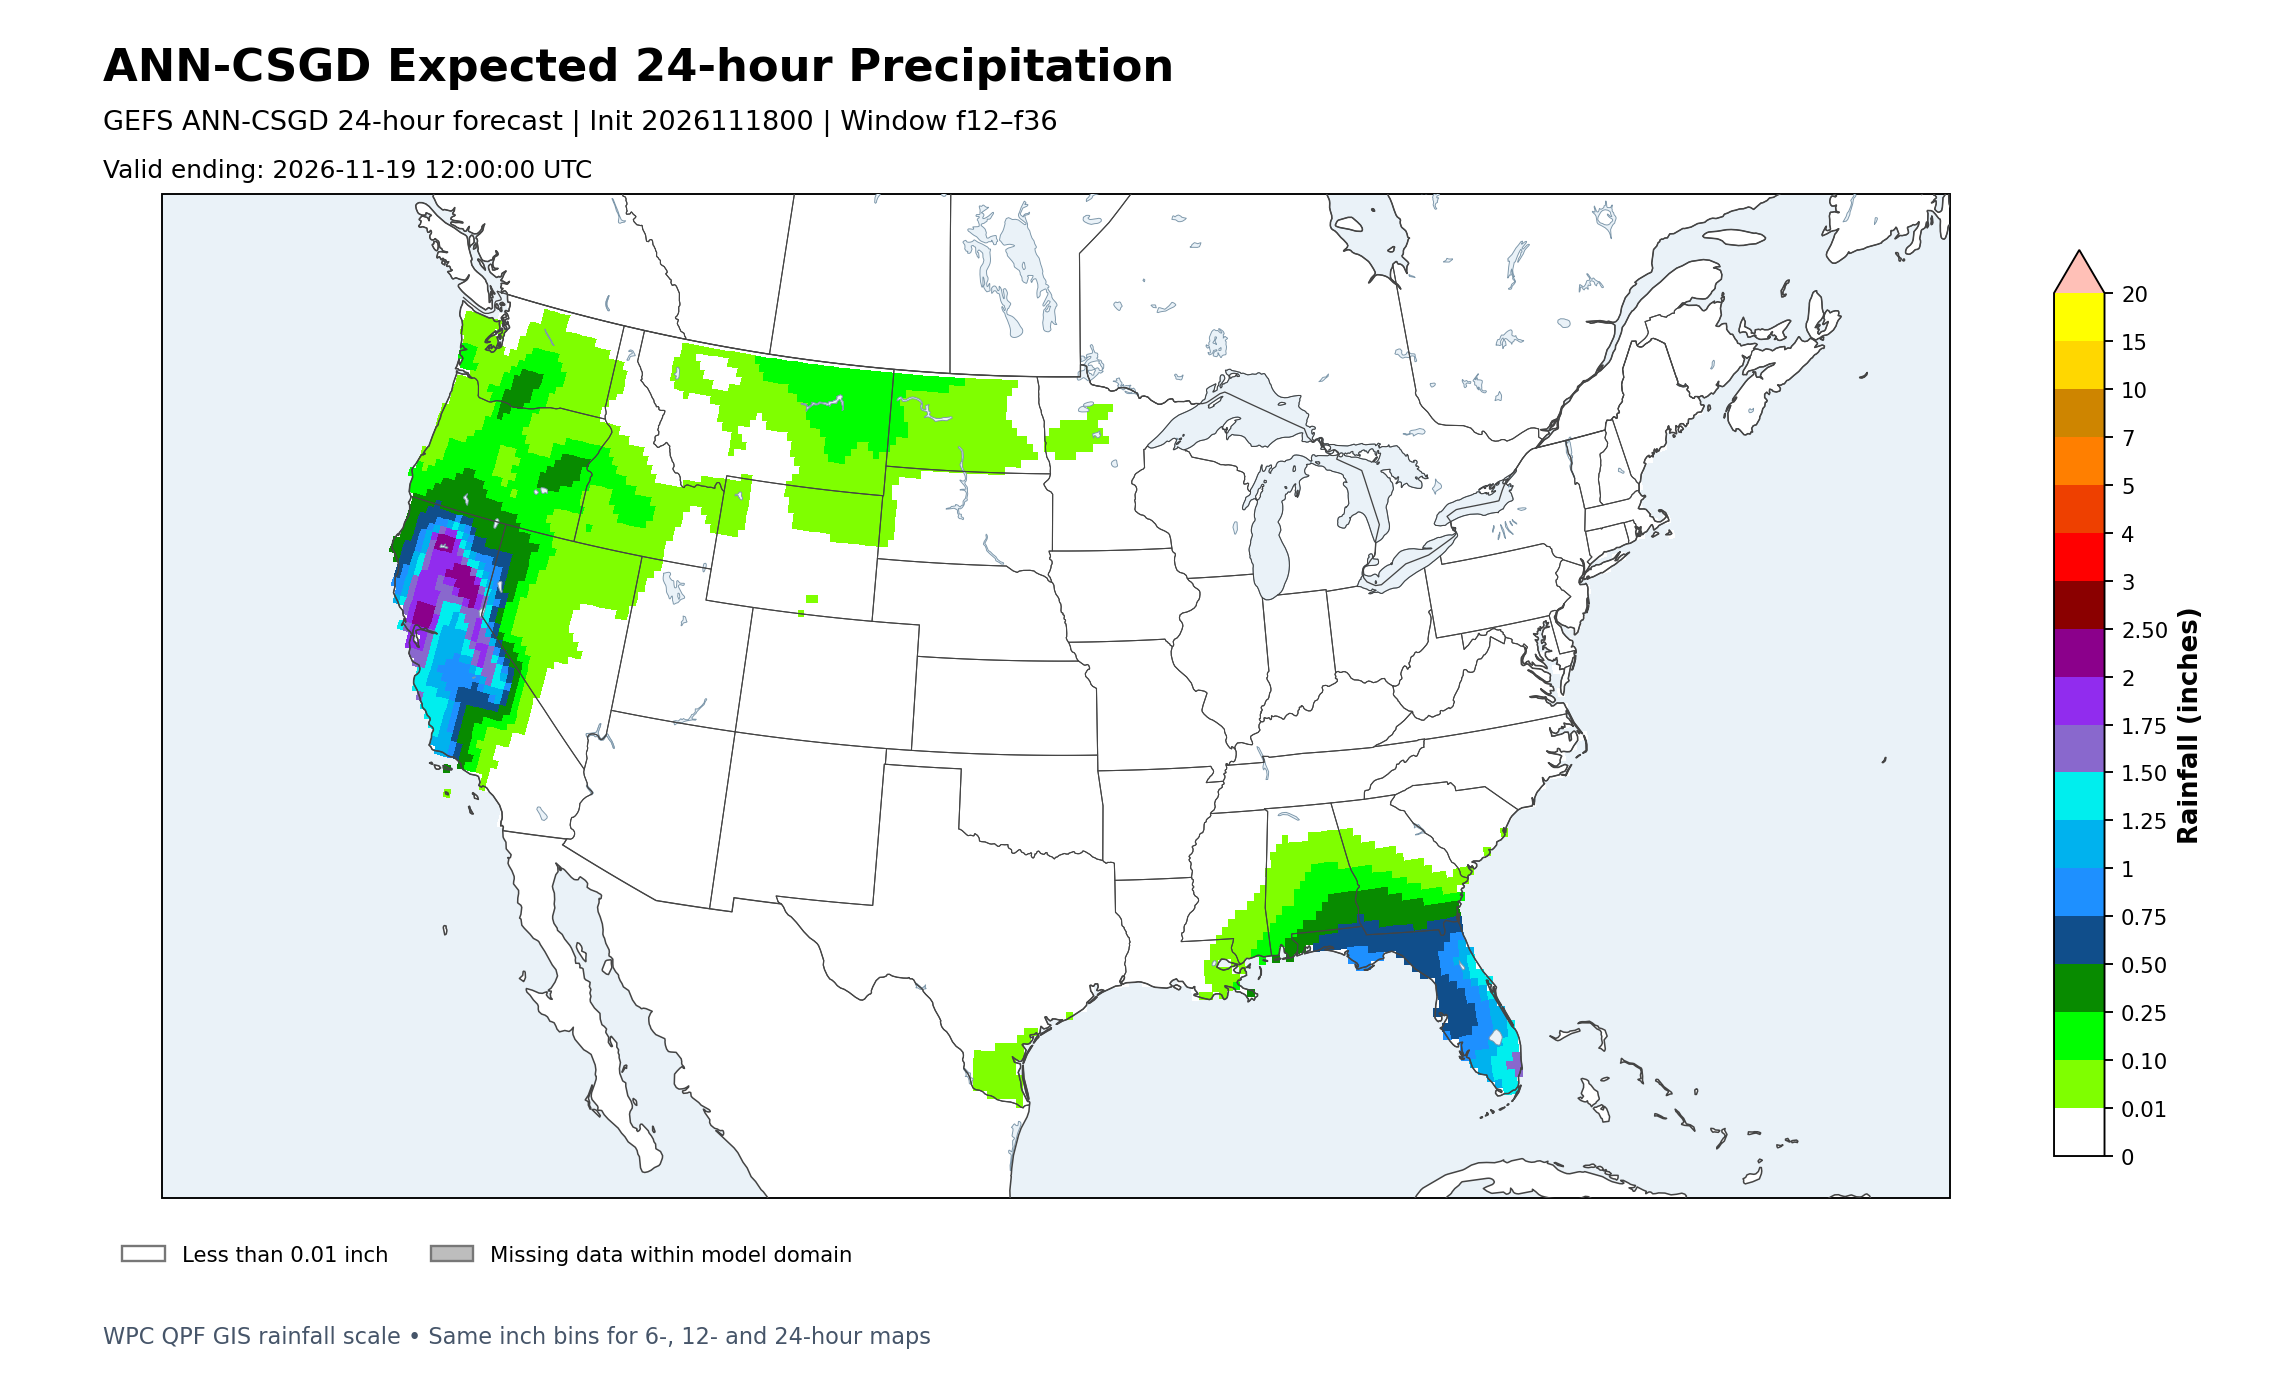 ANN-CSGD Expected 24-hour Precipitation
GEFS ANN-CSGD 24-hour forecast | Init 2026111800 | Window f12–f36
Valid ending: 2026-11-19 12:00:00 UTC
20
15
10
7
5
4
3
2.50
2
1.75
1.50
1.25
1
0.75
0.50
0.25
0.10
0.01
0
Rainfall (inches)
Less than 0.01 inch
Missing data within model domain
WPC QPF GIS rainfall scale • Same inch bins for 6-, 12- and 24-hour maps